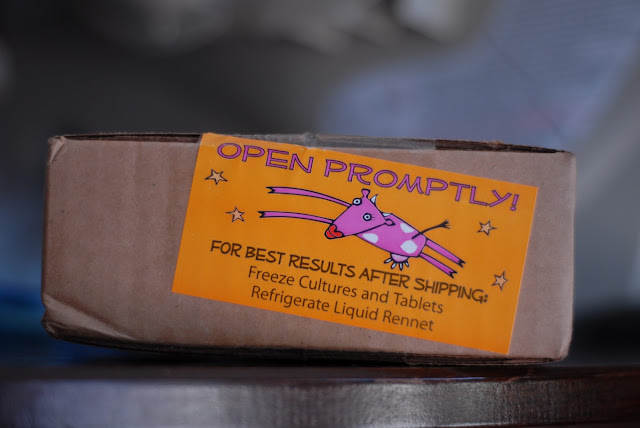 OPEN PROMPTLY!
FOR BEST RESULTS AFTER SHIPPING:
Freeze Cultures and Tablets
Refrigerate Liquid Rennet